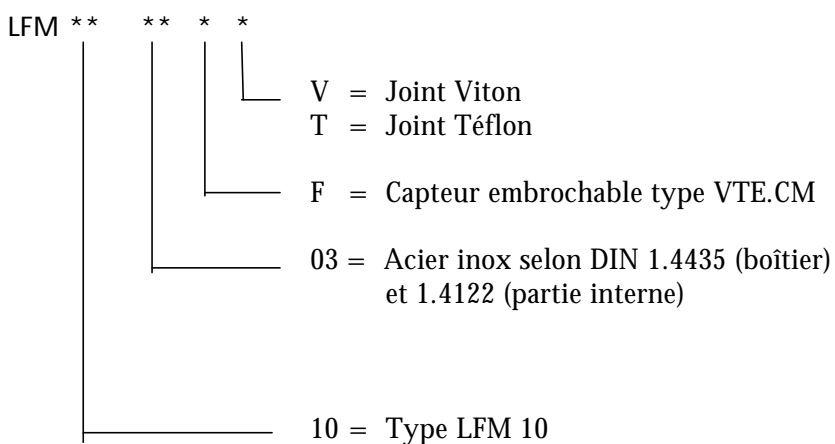 LFM ** ** * *
V = Joint Viton
T = Joint Téflon
F = Capteur embrochable type VTE.CM
03 = Acier inox selon DIN 1.4435 (boîtier)
et 1.4122 (partie interne)
10 = Type LFM 10